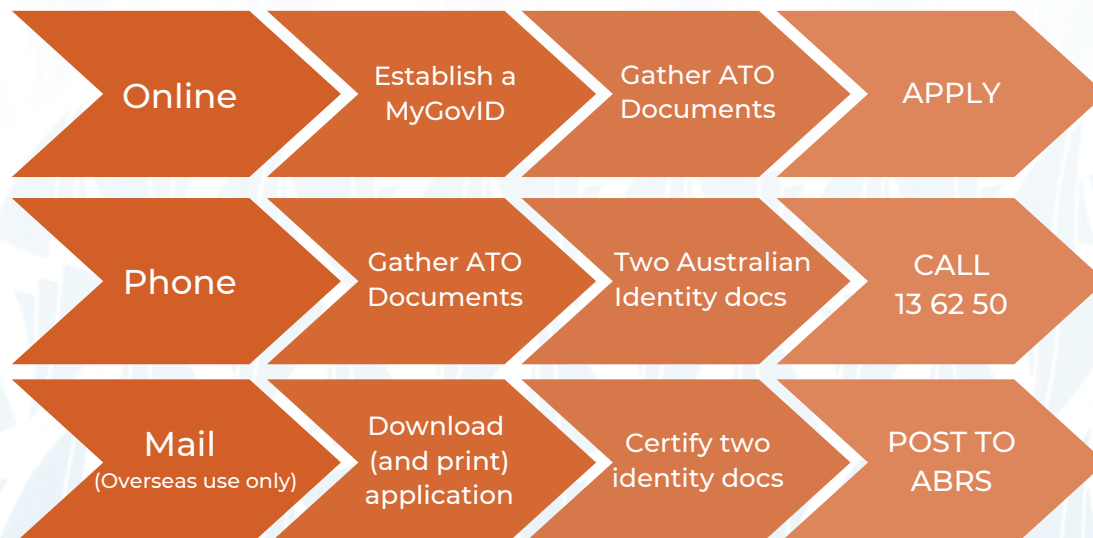 Online
Establish a
MyGovID
Gather ATO
Documents
APPLY
Phone
Gather ATO
Documents
Two Australian
Identity docs
CALL
13 62 50
Mail
(Overseas use only)
Download
(and print)
application
Certify two
identity docs
POST TO
ABRS